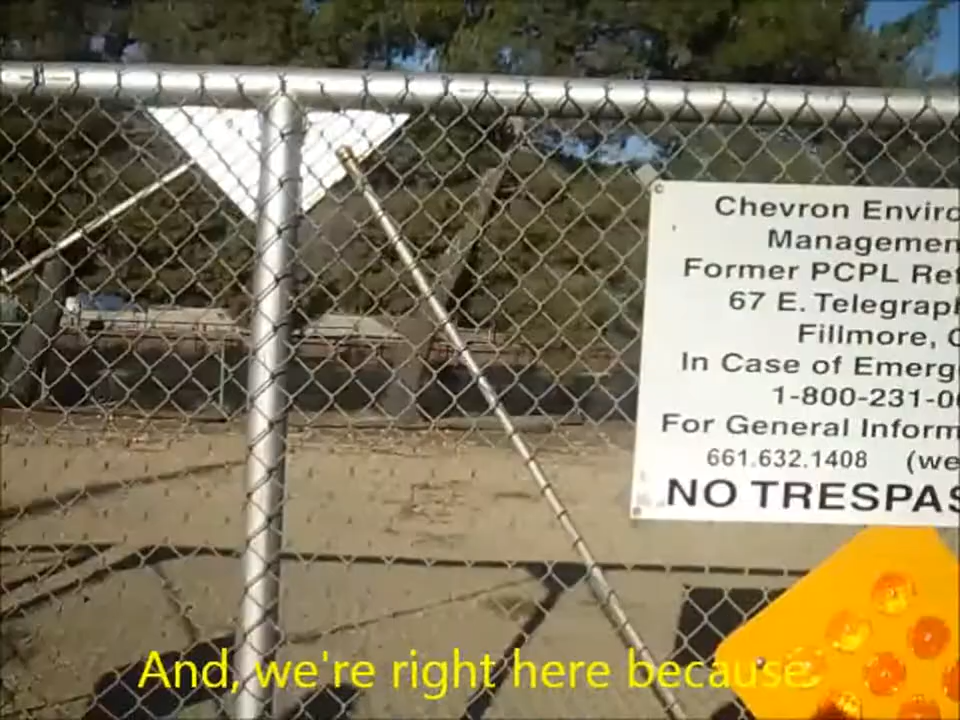 Chevron Enviro
Managemen
Former PCPL Ref
67 E. Telegraph
Fillmore, C
In Case of Emerg
1-800-231-0
For General Inform
661.632.1408 (we
NO TRESPAS
And, we're right here because